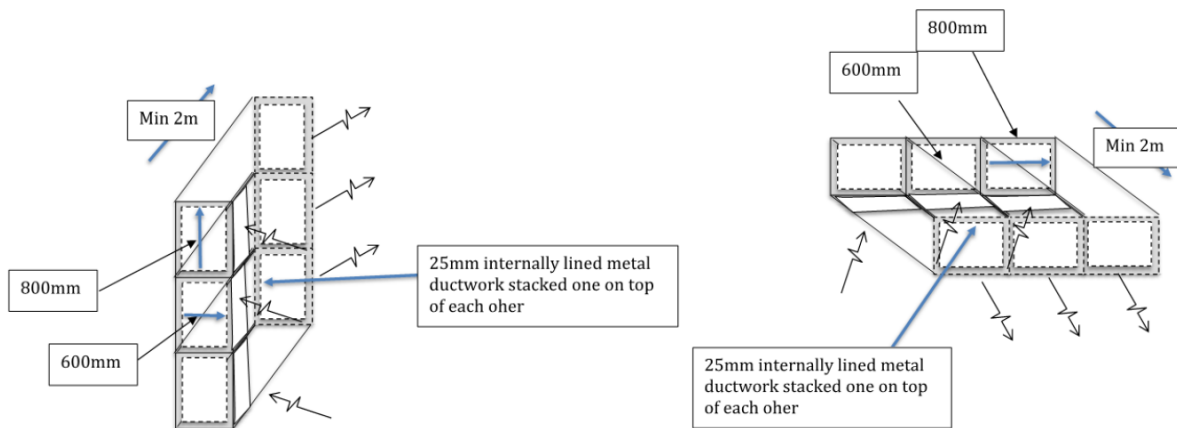 Min 2m
800mm
600mm
25mm internally lined metal
ductwork stacked one on top
of each oher
800mm
600mm
Min 2m
25mm internally lined metal
ductwork stacked one on top
of each oher